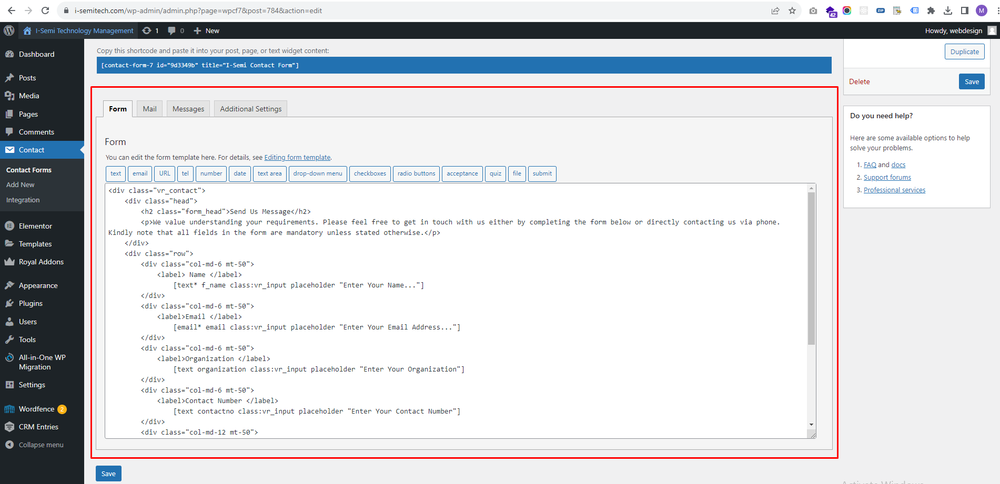 i-semitech.com/wp-admin/admin.php?page=wpcf7&post=784&action=edit
42
ZIP
M
I-Semi Technology Management
1
0
New
Howdy, webdesign
Dashboard
Posts
Media
Pages
Comments
Contact
Contact Forms
Add New
Integration
Elementor
Templates
Royal Addons
Appearance
Plugins
Users
Tools
All-in-One WP
Migration
Settings
Wordfence 2
CRM Entries
Collapse menu
Copy this shortcode and paste it into your post, page, or text widget content:
[contact-form-7 id="9d3349b" title="I-Semi Contact Form"]
Form Mail Messages Additional Settings
Form
You can edit the form template here. For details, see Editing form template.
text email URL tel number date text area drop-down menu checkboxes radio buttons acceptance quiz file submit
<div class="vr_contact">
<div class="head">
<h2 class="form_head">Send Us Message</h2>
<p>We value understanding your requirements. Please feel free to get in touch with us either by completing the form below or directly contacting us via phone.
Kindly note that all fields in the form are mandatory unless stated otherwise.</p>
</div>
<div class="row">
<div class="col-md-6 mt-50">
<label> Name </label>
[text* f_name class:vr_input placeholder "Enter Your Name..."]
</div>
<div class="col-md-6 mt-50">
<label>Email </label>
[email* email class:vr_input placeholder "Enter Your Email Address..."]
</div>
<div class="col-md-6 mt-50">
<label>Organization </label>
[text organization class:vr_input placeholder "Enter Your Organization"]
</div>
<div class="col-md-6 mt-50">
<label>Contact Number </label>
[text contactno class:vr_input placeholder "Enter Your Contact Number"]
</div>
<div class="col-md-12 mt-50">
Save
Duplicate
Delete
Save
Do you need help?
Here are some available options to help
solve your problems.
1. FAQ and docs
2. Support forums
3. Professional services
Activate Windows